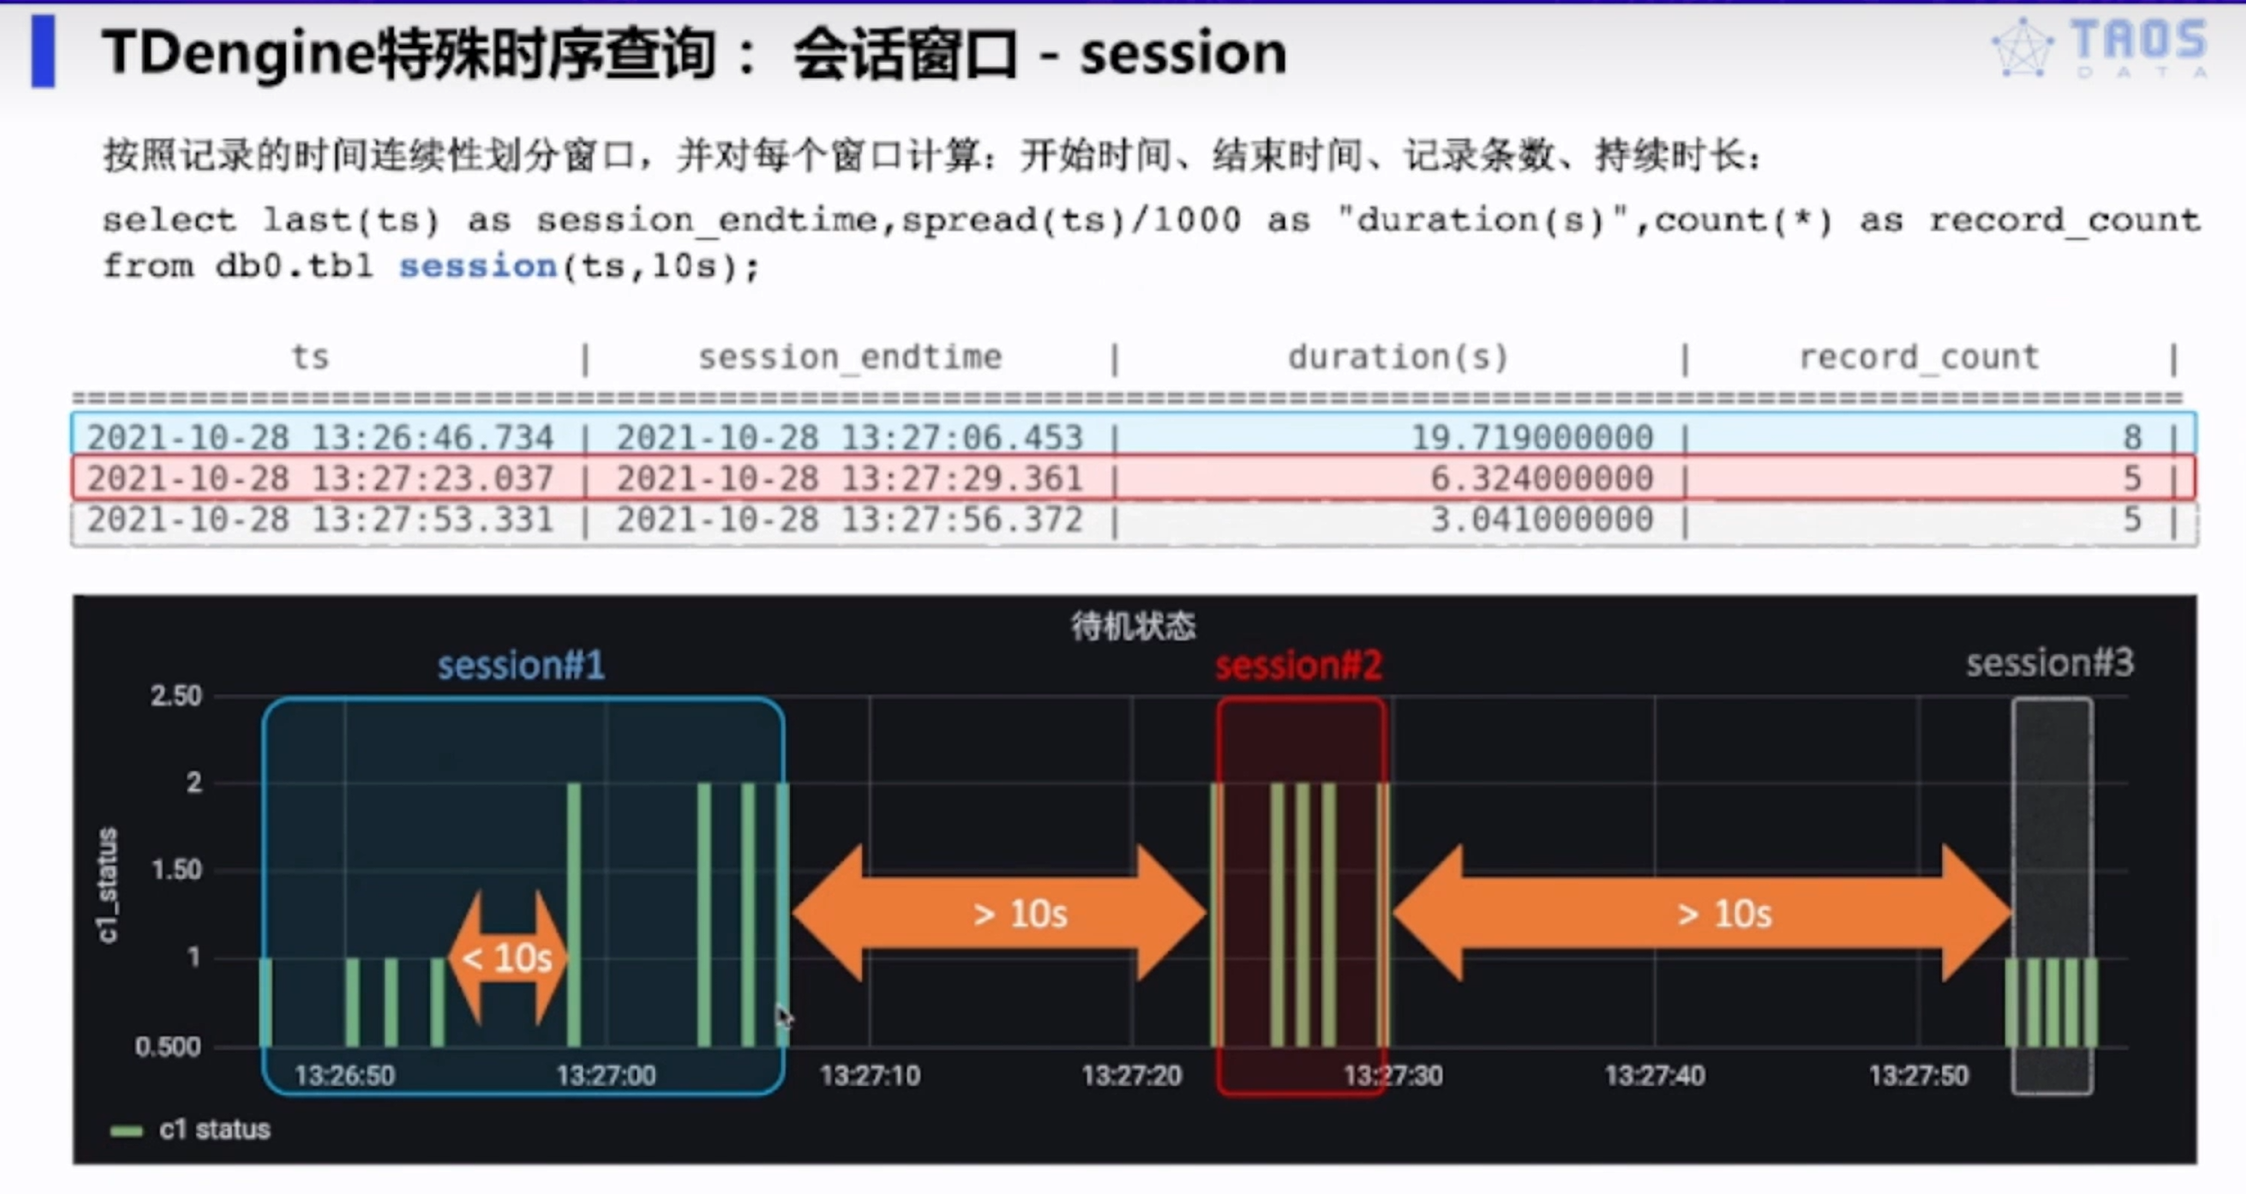 TDengine特殊时序查询： 会话窗口 - session
TAOS
DATA
按照记录的时间连续性划分窗口，并对每个窗口计算：开始时间、结束时间、记录条数、持续时长：
select last(ts) as session_endtime,spread(ts)/1000 as "duration(s)",count(*) as record_count
from db0.tb1 session(ts,10s);
ts | session_endtime | duration(s) | record_count |
================================================================================
2021-10-28 13:26:46.734 | 2021-10-28 13:27:06.453 | 19.719000000 | 8 |
2021-10-28 13:27:23.037 | 2021-10-28 13:27:29.361 | 6.324000000 | 5 |
2021-10-28 13:27:53.331 | 2021-10-28 13:27:56.372 | 3.041000000 | 5 |
待机状态
session#1 session#2 session#3
2.50
2
1.50
1
0.500
c1_status
< 10s
> 10s
> 10s
13:26:50 13:27:00 13:27:10 13:27:20 13:27:30 13:27:40 13:27:50
c1 status